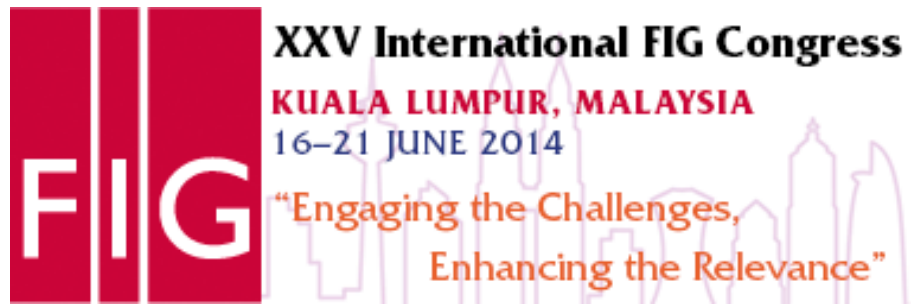 FIG
XXV International FIG Congress
KUALA LUMPUR, MALAYSIA
16–21 JUNE 2014
“Engaging the Challenges,
Enhancing the Relevance”